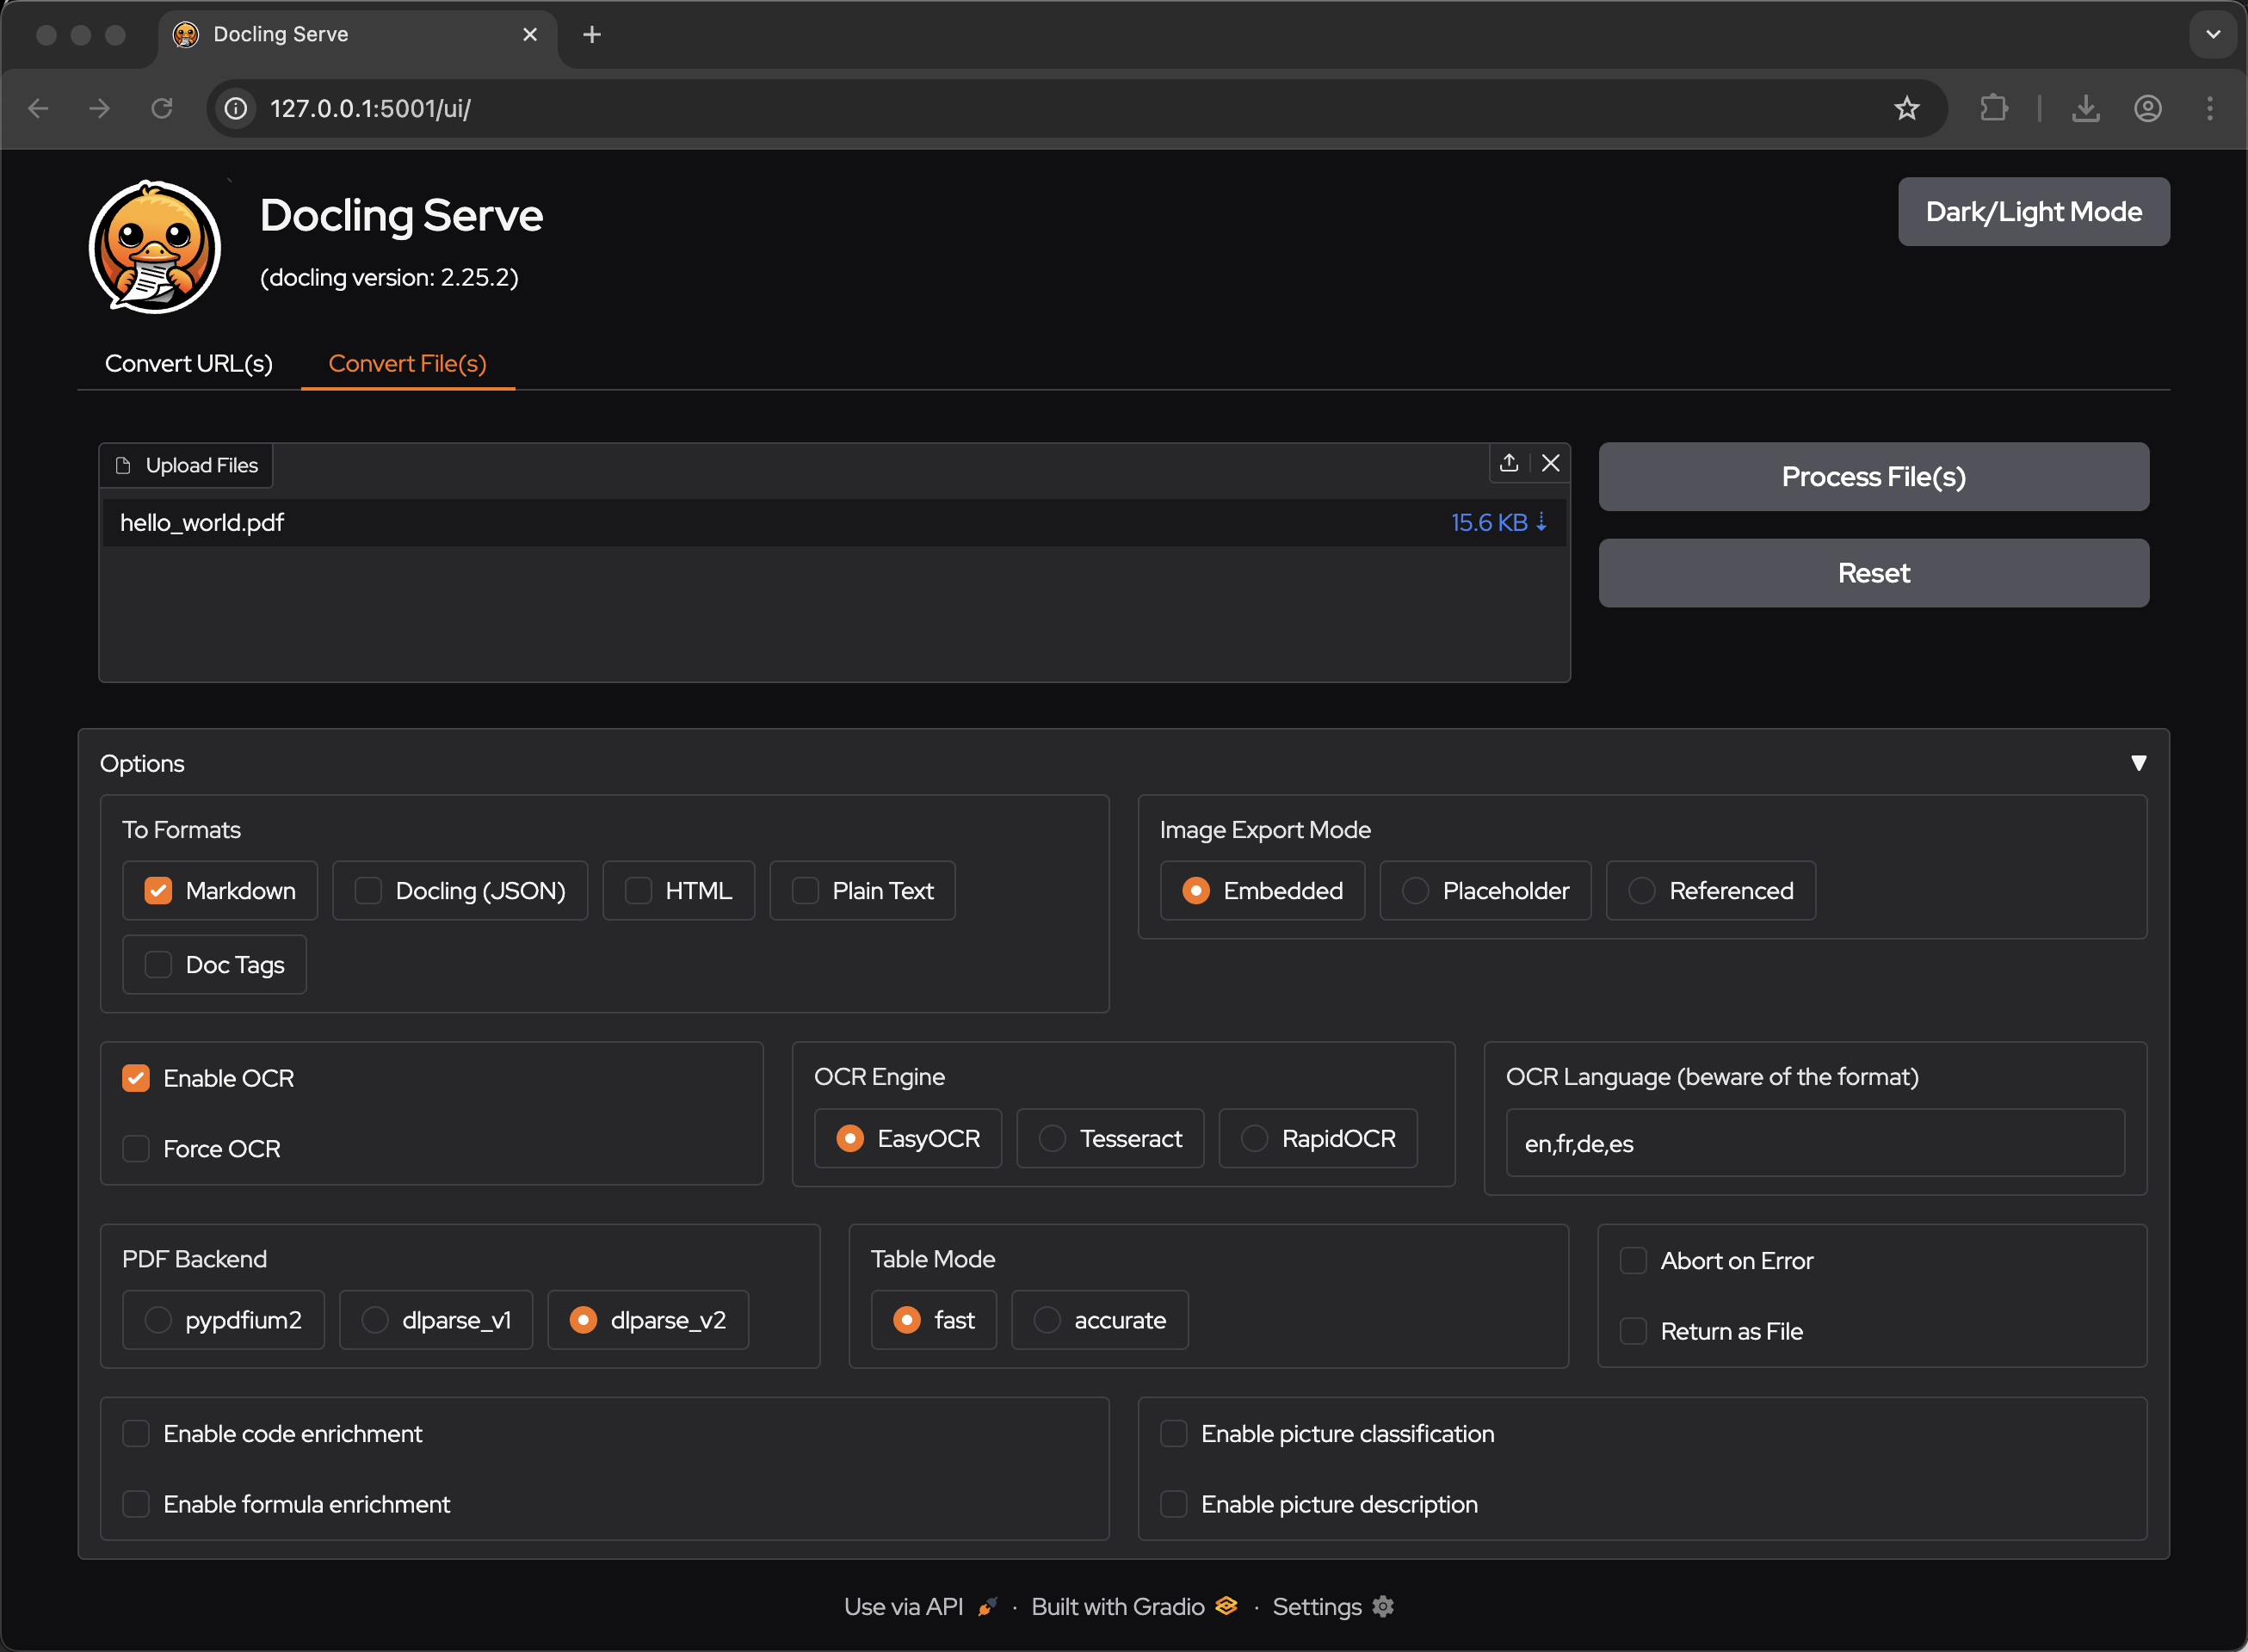 Docling Serve
127.0.0.1:5001/ui/
Docling Serve
Dark/Light Mode
(docling version: 2.25.2)
Convert URL(s) Convert File(s)
Upload Files
Process File(s)
hello_world.pdf 15.6 KB ⇣
Reset
Options
To Formats
Markdown Docling (JSON) HTML Plain Text
Doc Tags
Image Export Mode
Embedded Placeholder Referenced
Enable OCR
Force OCR
OCR Engine
EasyOCR Tesseract RapidOCR
OCR Language (beware of the format)
en,fr,de,es
PDF Backend
pypdfium2 dlparse_v1 dlparse_v2
Table Mode
fast accurate
Abort on Error
Return as File
Enable code enrichment
Enable formula enrichment
Enable picture classification
Enable picture description
Use via API · Built with Gradio · Settings